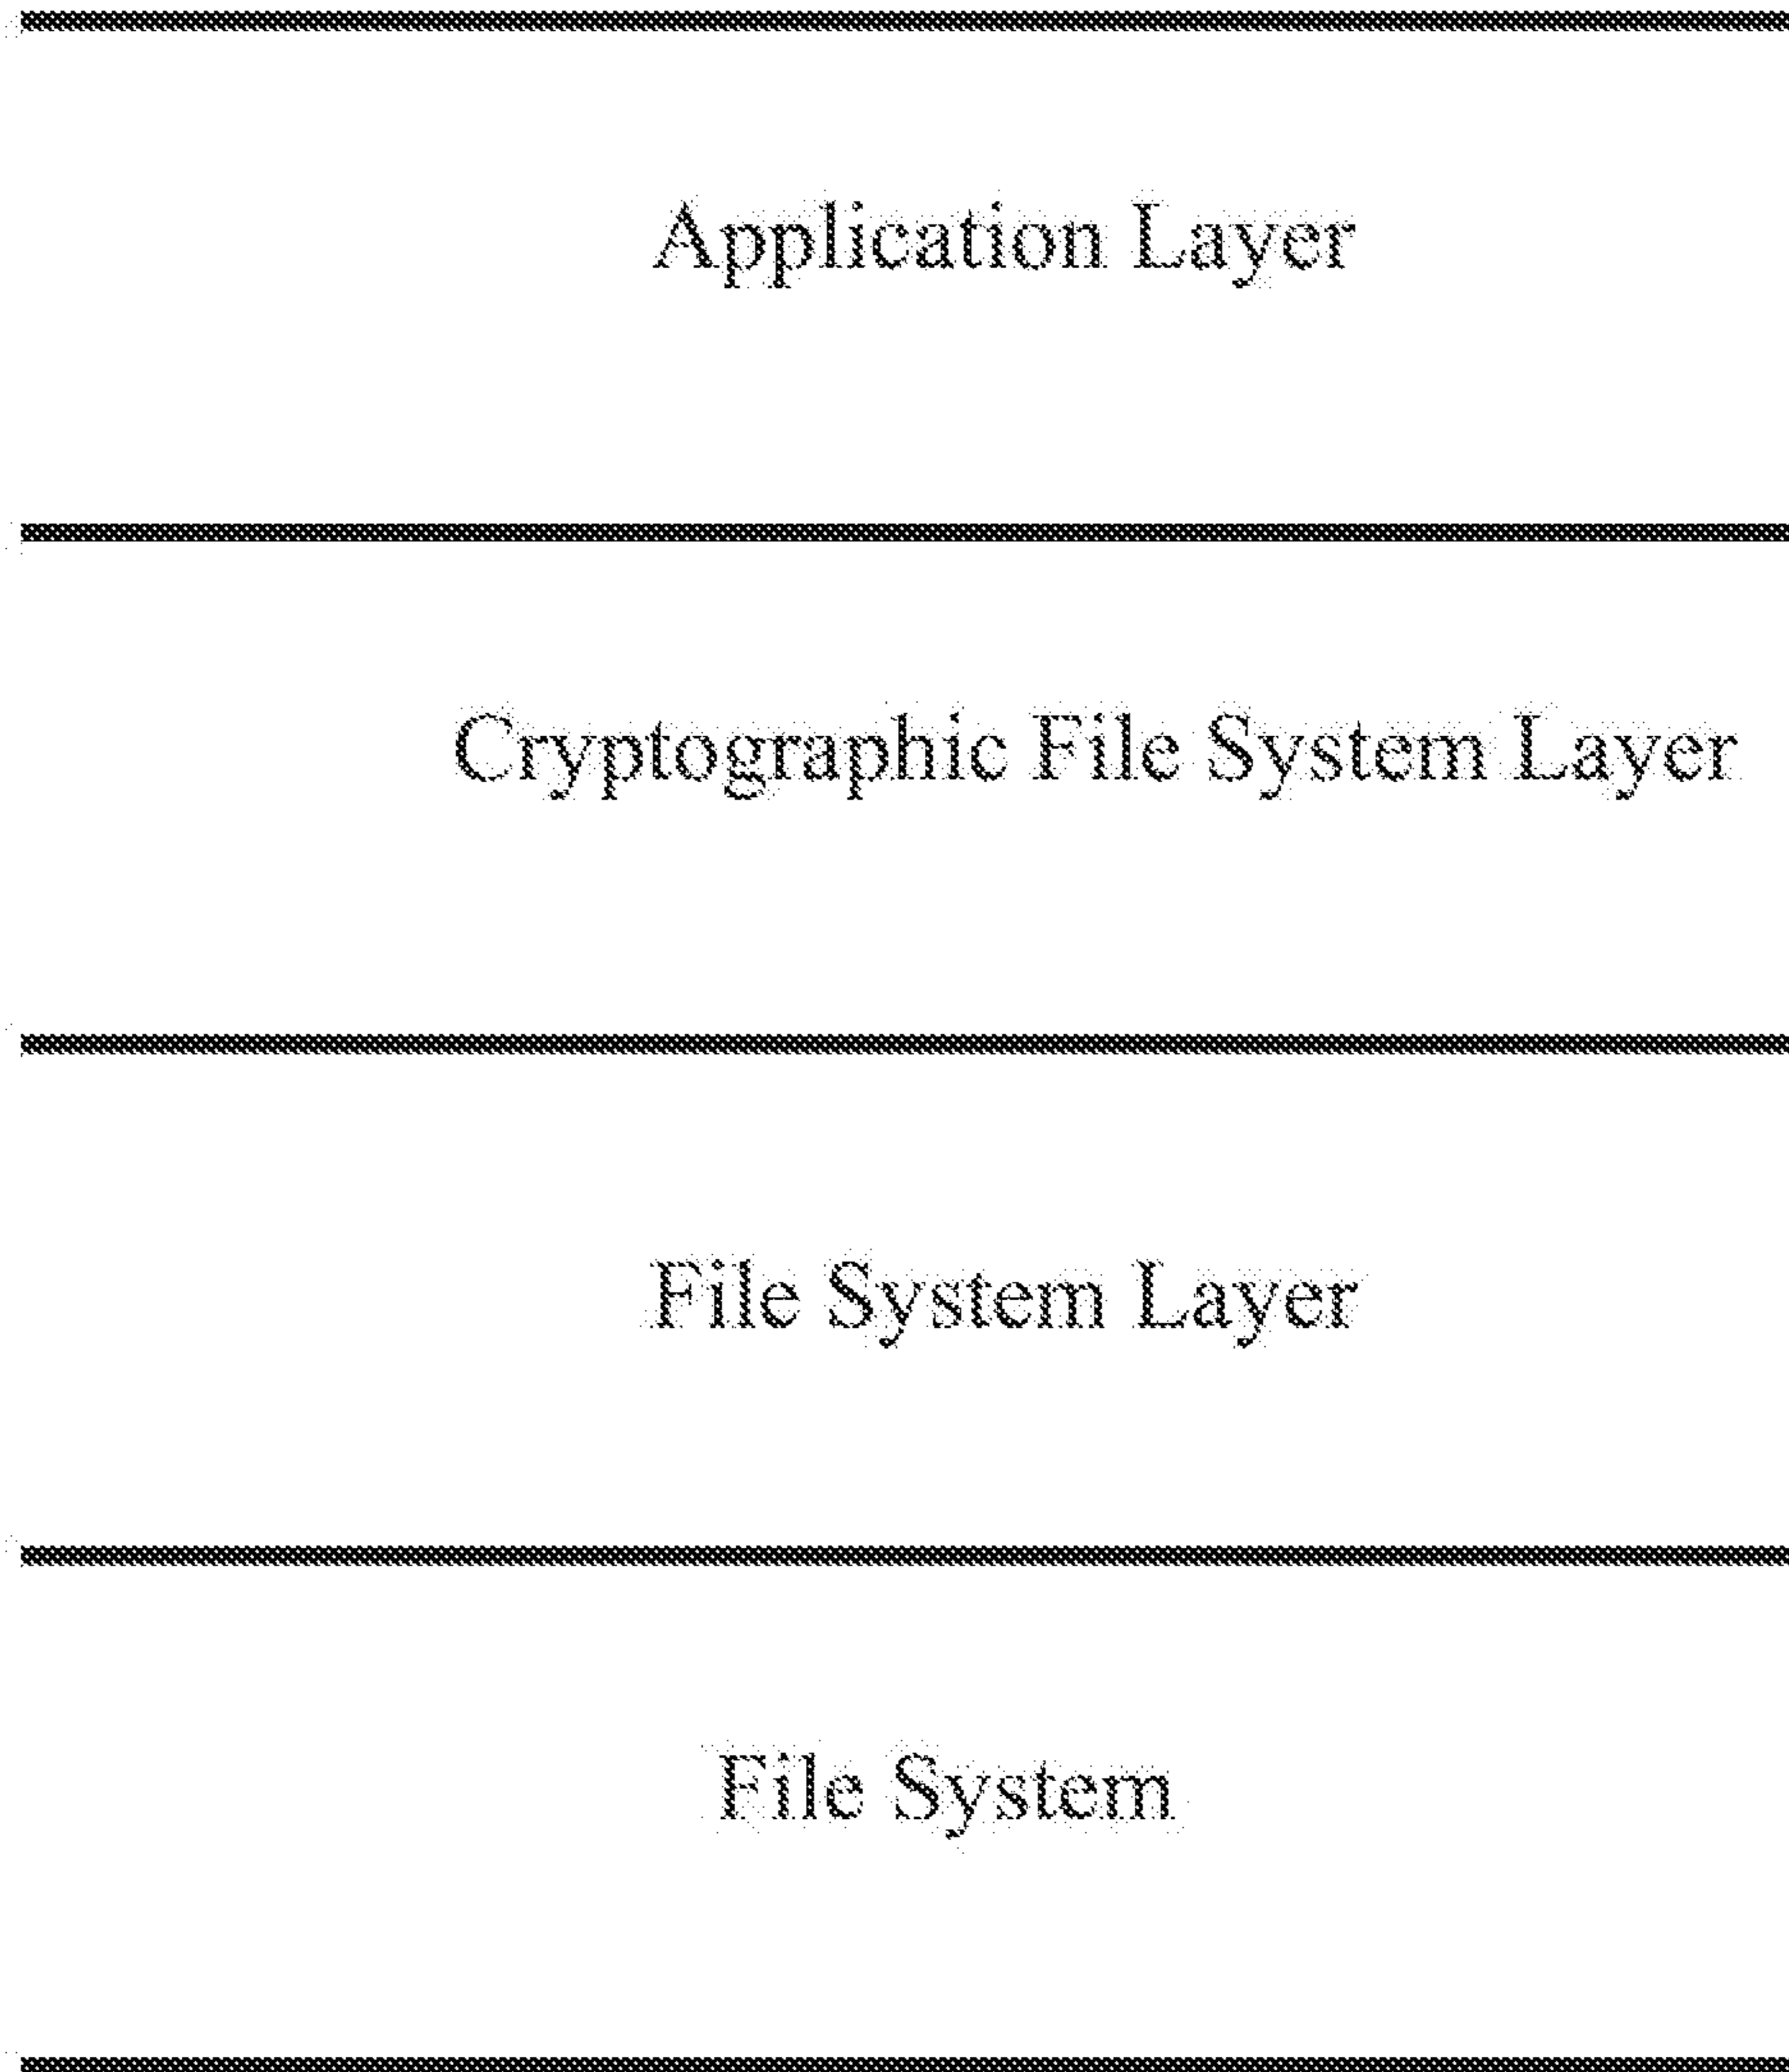 Application Layer
Cryptographic File System Layer
File System Layer
File System